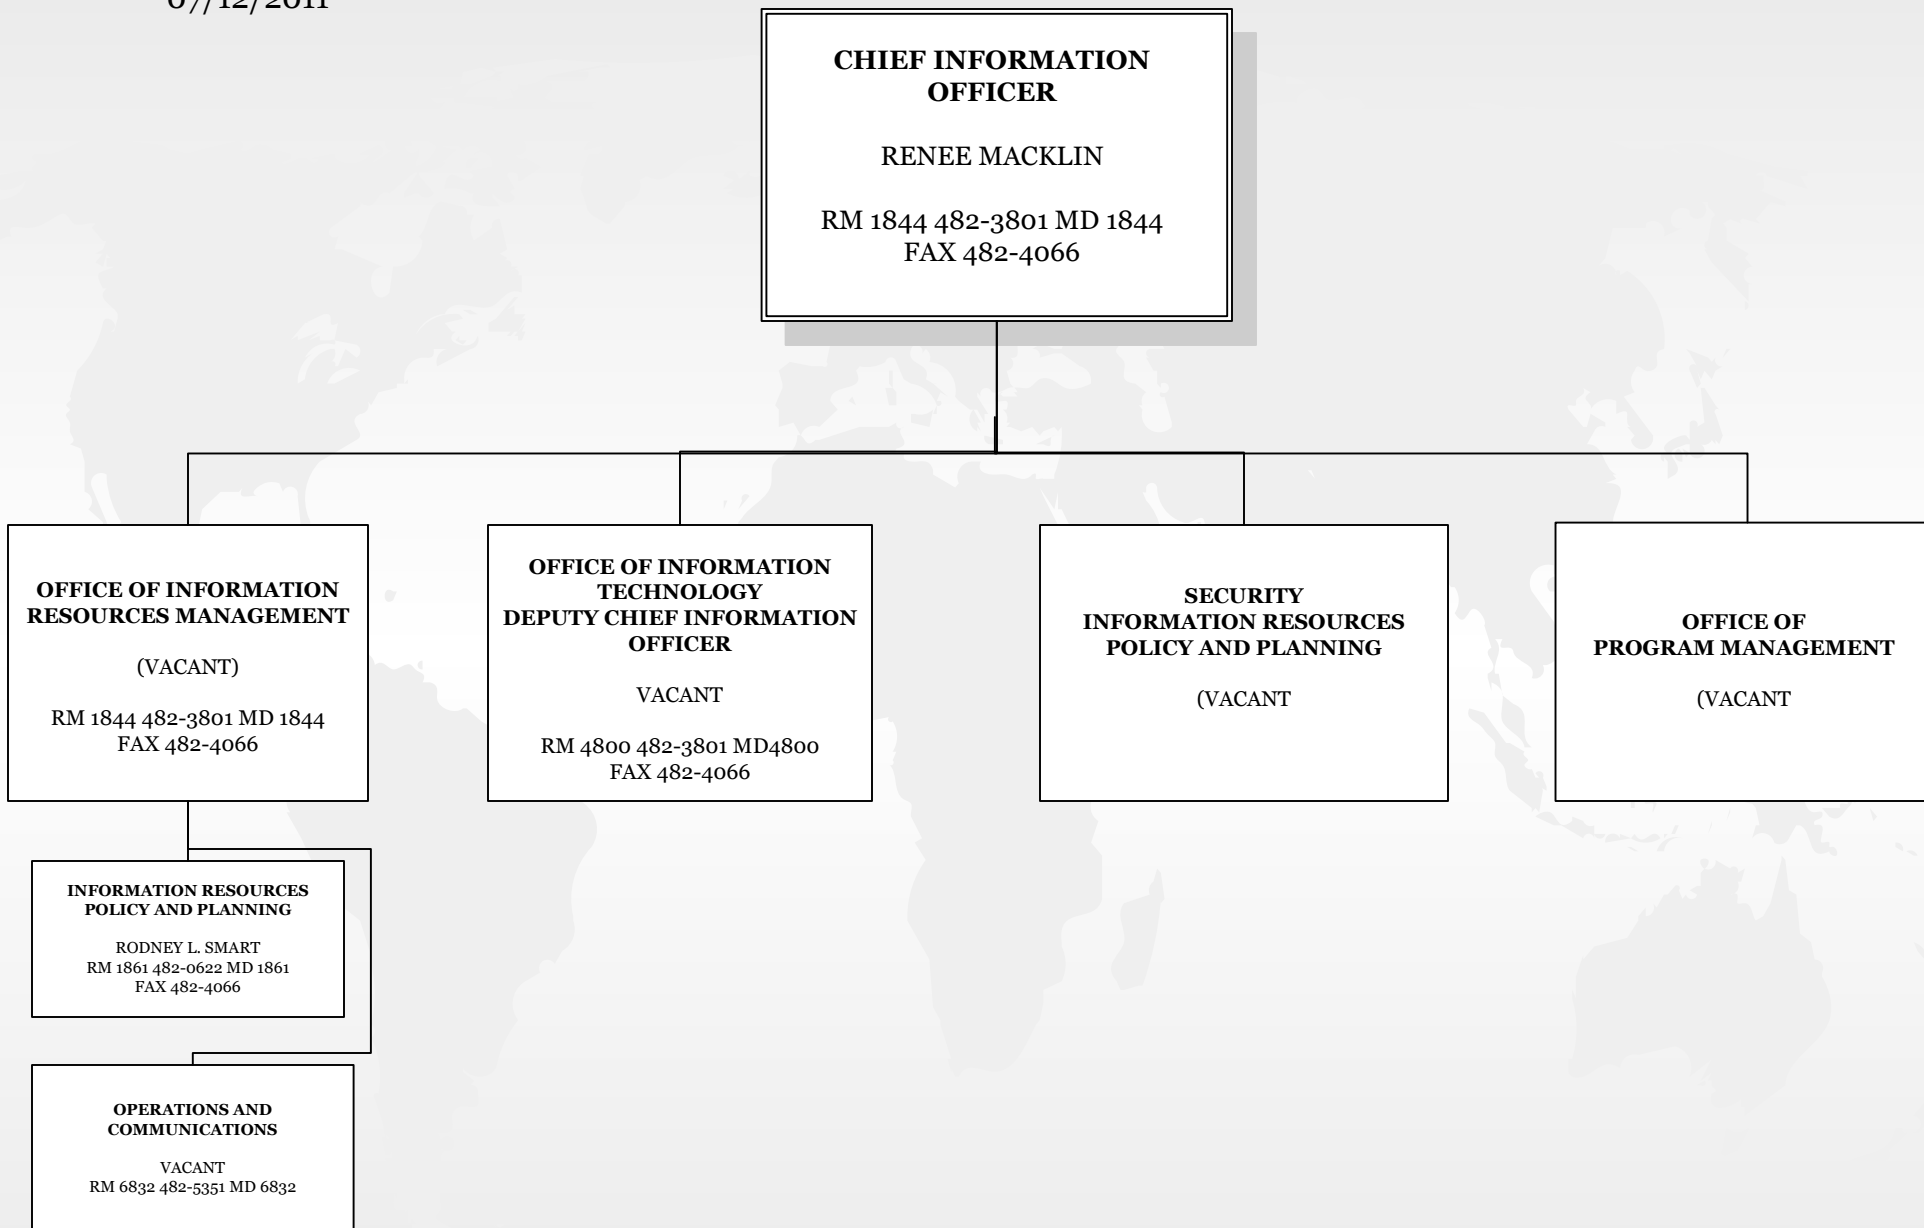 07/12/2011
CHIEF INFORMATION
OFFICER
RENEE MACKLIN
RM 1844 482-3801 MD 1844
FAX 482-4066
OFFICE OF INFORMATION
RESOURCES MANAGEMENT
(VACANT)
RM 1844 482-3801 MD 1844
FAX 482-4066
OFFICE OF INFORMATION
TECHNOLOGY
DEPUTY CHIEF INFORMATION
OFFICER
VACANT
RM 4800 482-3801 MD4800
FAX 482-4066
SECURITY
INFORMATION RESOURCES
POLICY AND PLANNING
(VACANT
OFFICE OF
PROGRAM MANAGEMENT
(VACANT
INFORMATION RESOURCES
POLICY AND PLANNING
RODNEY L. SMART
RM 1861 482-0622 MD 1861
FAX 482-4066
OPERATIONS AND
COMMUNICATIONS
VACANT
RM 6832 482-5351 MD 6832